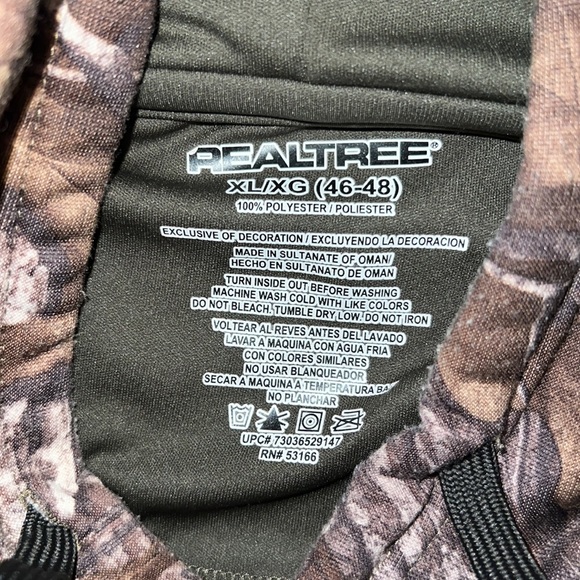 REALTREE®
XL/XG (46-48)
100% POLYESTER / POLIESTER
EXCLUSIVE OF DECORATION / EXCLUYENDO LA DECORACION
MADE IN SULTANATE OF OMAN/
HECHO EN SULTANATO DE OMAN
TURN INSIDE OUT BEFORE WASHING
MACHINE WASH COLD WITH LIKE COLORS
DO NOT BLEACH. TUMBLE DRY LOW. DO NOT IRON
VOLTEAR AL REVES ANTES DEL LAVADO
LAVAR A MAQUINA CON AGUA FRIA
CON COLORES SIMILARES
NO USAR BLANQUEADOR
SECAR A MAQUINA A TEMPERATURA BA
NO PLANCHAR
UPC# 73036529147
RN# 53166